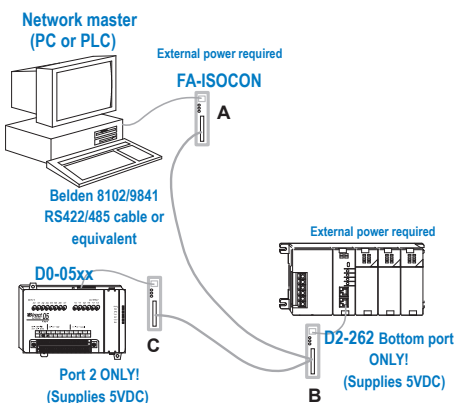 Network master
(PC or PLC)
External power required
FA-ISOCON
A
Belden 8102/9841
RS422/485 cable or
equivalent
External power required
D0-05xx
C
D2-262 Bottom port
ONLY!
(Supplies 5VDC)
B
Port 2 ONLY!
(Supplies 5VDC)